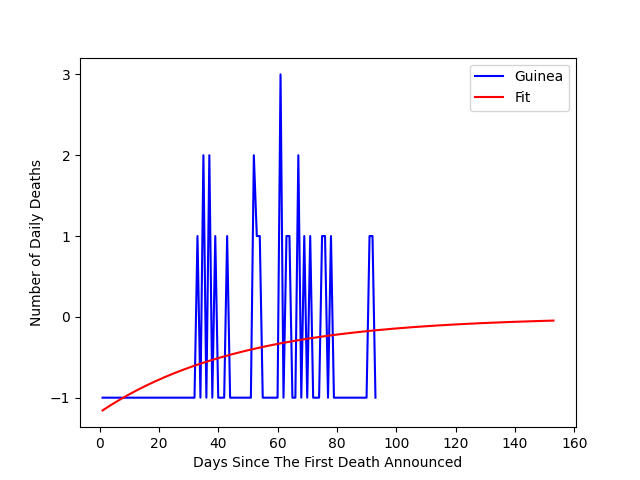 Guinea
Fit
3
2
1
0
−1
Number of Daily Deaths
0 20 40 60 80 100 120 140 160
Days Since The First Death Announced